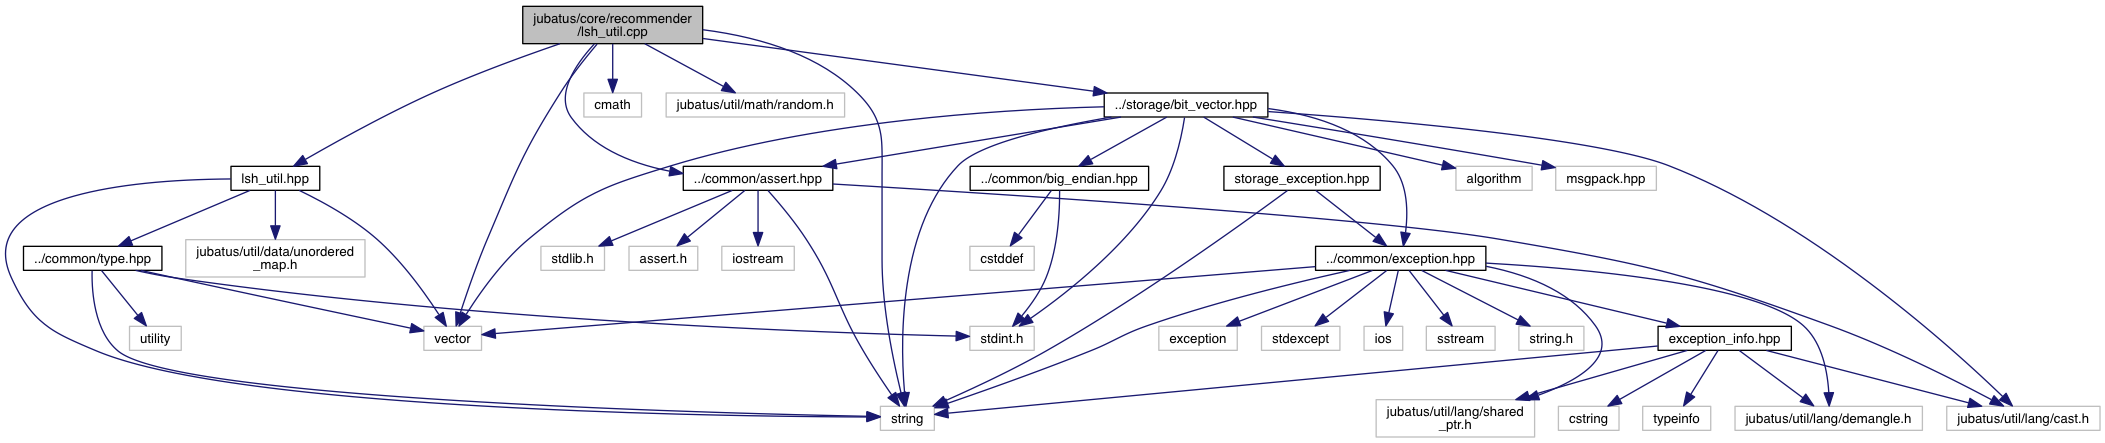 jubatus/core/recommender
/lsh_util.cpp
cmath
jubatus/util/math/random.h
../storage/bit_vector.hpp
lsh_util.hpp
../common/assert.hpp
../common/big_endian.hpp
storage_exception.hpp
algorithm
msgpack.hpp
../common/type.hpp
jubatus/util/data/unordered
_map.h
stdlib.h
assert.h
iostream
cstddef
../common/exception.hpp
utility
vector
stdint.h
exception
stdexcept
ios
sstream
string.h
exception_info.hpp
string
jubatus/util/lang/shared
_ptr.h
cstring
typeinfo
jubatus/util/lang/demangle.h
jubatus/util/lang/cast.h